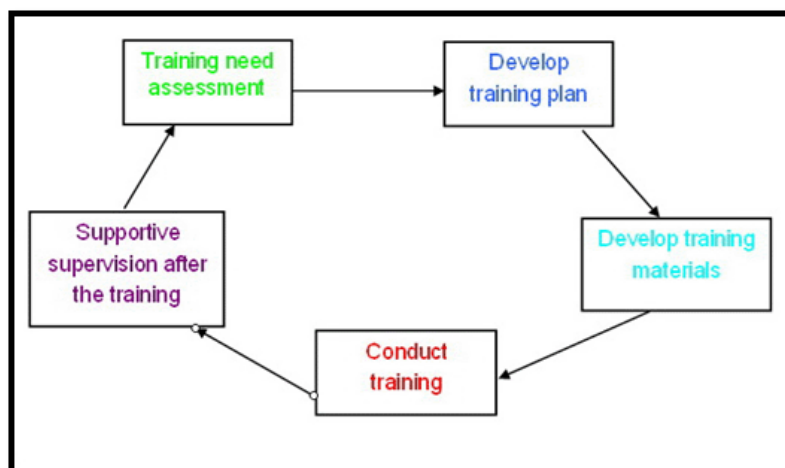 Training need
assessment
Develop
training plan
Develop training
materials
Conduct
training
Supportive
supervision after
the training